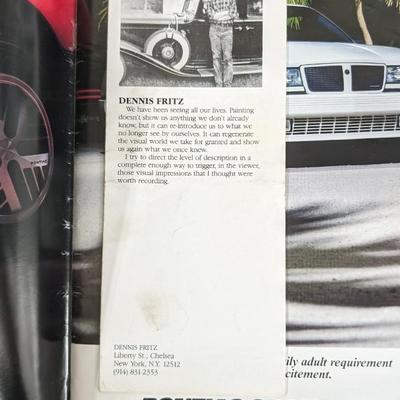 DENNIS FRITZ
We have been seeing all our lives. Painting
doesn't show us anything we don't already
know, but it can re-introduce us to what we
no longer see by ourselves. It can regenerate
the visual world we take for granted and show
us again what we once knew.
I try to direct the level of description in a
complete enough way to trigger, in the viewer,
those visual impressions that I thought were
worth recording.
DENNIS FRITZ
Liberty St., Chelsea
New York, N.Y. 12512
(914) 831-2353
PONTIAC
ily adult requirement
citement.